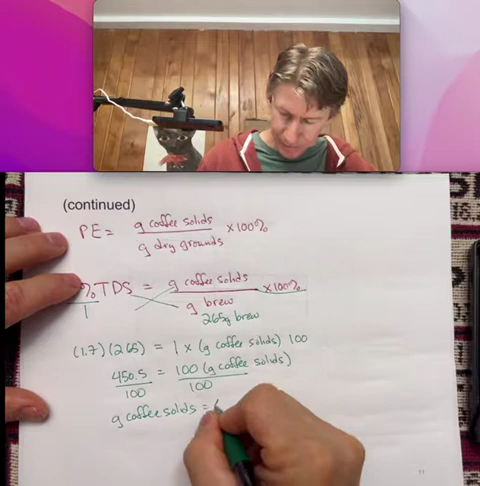 (continued)
PE = g coffee solids / g dry grounds ×100%
%TDS = g coffee solids / g brew ×100%
1
265g brew
(1.7)(265) = 1 × (g coffee solids) 100
450.5 / 100 = 100 (g coffee solids) / 100
g coffee solids =